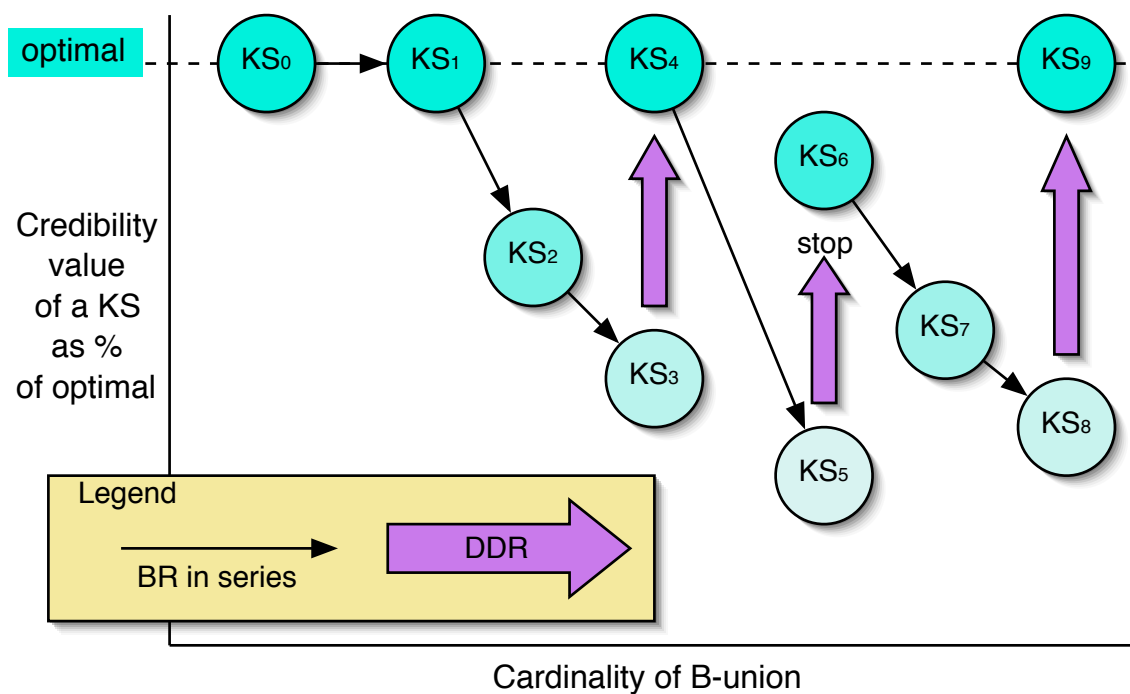 optimal
KS0
KS1
KS4
KS9
KS6
KS2
stop
KS7
KS3
KS8
KS5
Credibility
value
of a KS
as %
of optimal
Legend
BR in series
DDR
Cardinality of B-union